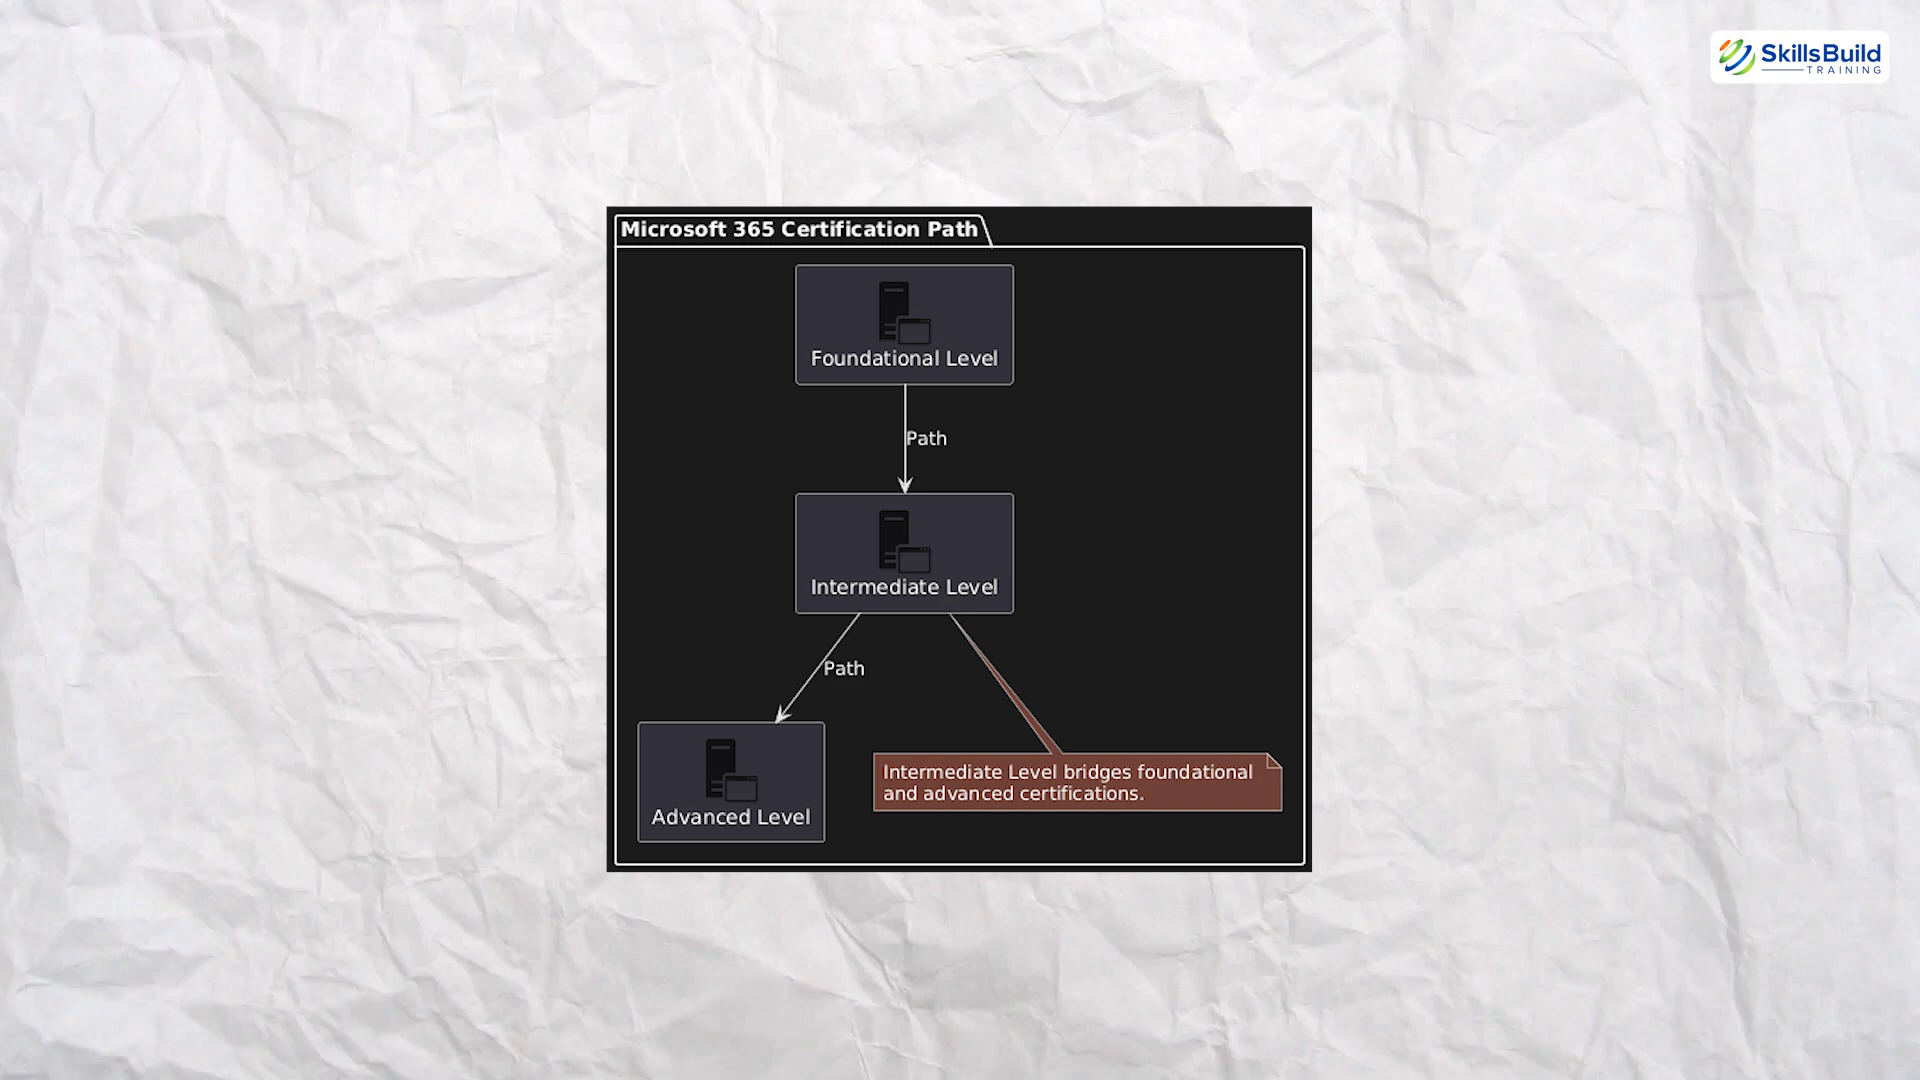 SkillsBuild
TRAINING
Microsoft 365 Certification Path
Foundational Level
Path
Intermediate Level
Path
Advanced Level
Intermediate Level bridges foundational
and advanced certifications.